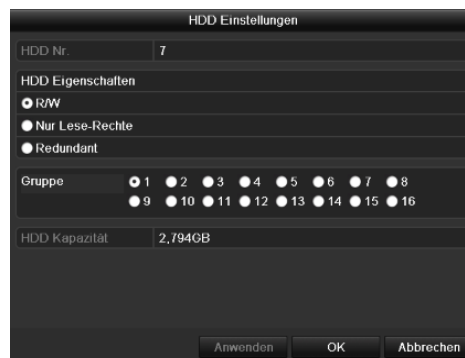 HDD Einstellungen
HDD Nr. 7
HDD Eigenschaften
R/W
Nur Lese-Rechte
Redundant
Gruppe 1 2 3 4 5 6 7 8
9 10 11 12 13 14 15 16
HDD Kapazität 2,794GB
Anwenden OK Abbrechen